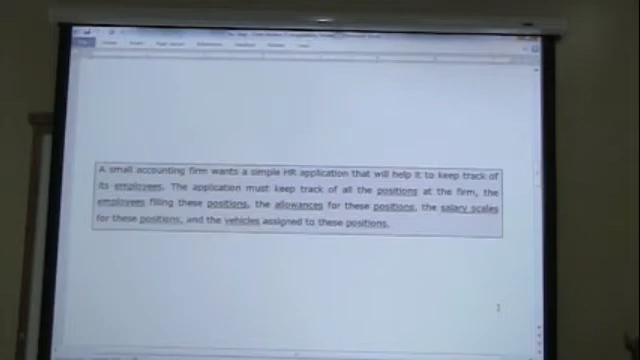 A small accounting firm wants a simple HR application that will help it to keep track of
its employees. The application must keep track of all the positions at the firm, the
employees filling these positions, the allowances for these positions, the salary scales
for these positions, and the vehicles assigned to these positions.